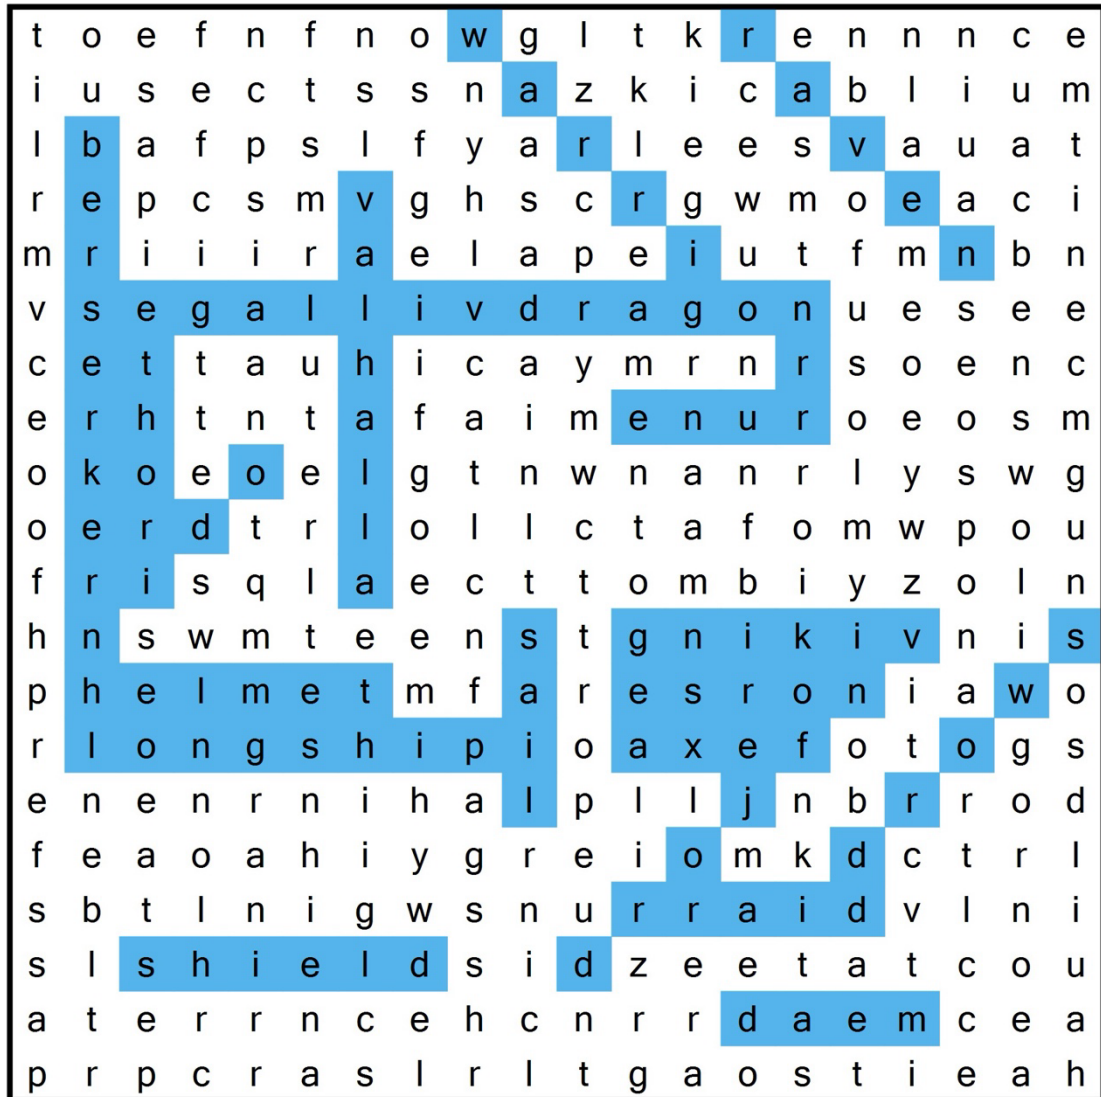 t o e f n f n o w g l t k r e n n n c e
i u s e c t s s n a z k i c a b l i u m
l b a f p s l f y a r l e e s v a u a t
r e p c s m v g h s c r g w m o e a c i
m r i i i r a e l a p e i u t f m n b n
v s e g a l l i v d r a g o n u e s e e
c e t t a u h i c a y m r n r s o e n c
e r h t n t a f a i m e n u r o e o s m
o k o e o e l g t n w n a n r l y s w g
o e r d t r l o l l c t a f o m w p o u
f r i s q l a e c t t o m b i y z o l n
h n s w m t e e n s t g n i k i v n i s
p h e l m e t m f a r e s r o n i a w o
r l o n g s h i p i o a x e f o t o g s
e n e n r n i h a l p l l j n b r r o d
f e a o a h i y g r e i o m k d c t r l
s b t l n i g w s n u r r a i d v l n i
s l s h i e l d s i d z e e t a t c o u
a t e r r n c e h c n r r d a e m c e a
p r p c r a s l r l t g a o s t i e a h